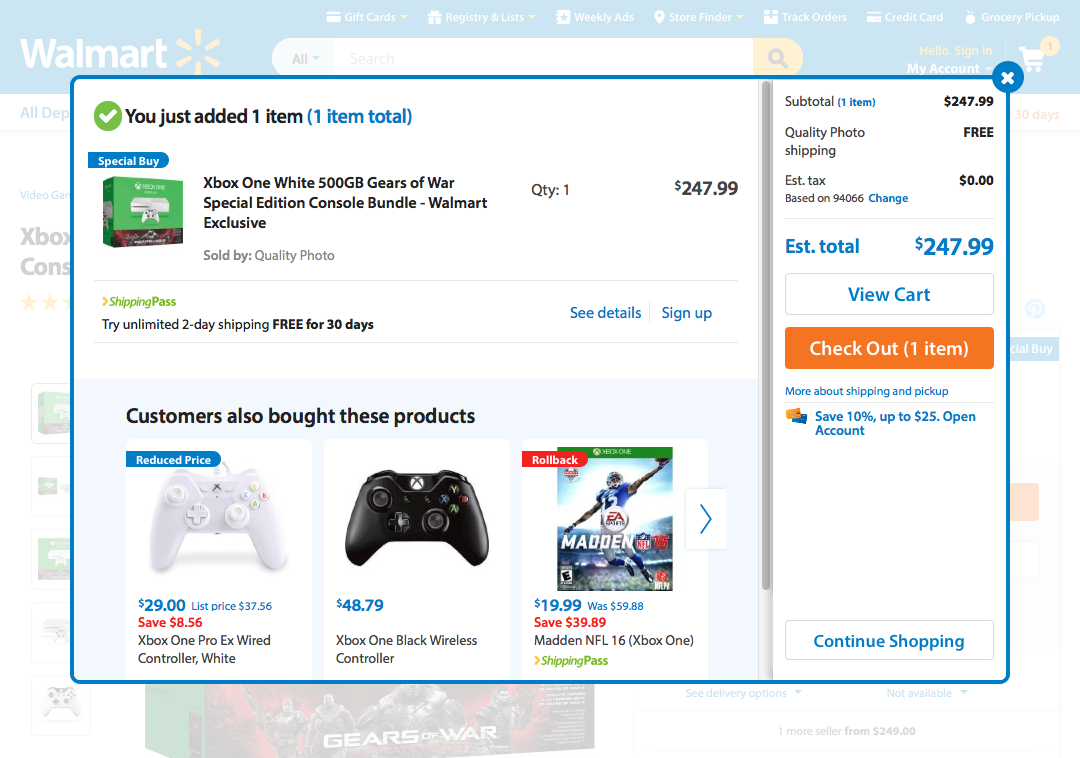 Gift Cards
Registry & Lists
Weekly Ads
Store Finder
Track Orders
Credit Card
Grocery Pickup
Walmart
All
Search
Hello. Sign In
My Account
1
All Dep
30 days
You just added 1 item (1 item total)
Special Buy
Xbox One White 500GB Gears of War
Special Edition Console Bundle - Walmart
Exclusive
Sold by: Quality Photo
Qty: 1
$247.99
ShippingPass
Try unlimited 2-day shipping FREE for 30 days
See details
Sign up
Customers also bought these products
Reduced Price
$29.00 List price $37.56
Save $8.56
Xbox One Pro Ex Wired
Controller, White
$48.79
Xbox One Black Wireless
Controller
Rollback
XBOX ONE
EA
SPORTS
MADDEN
NFL 16
$19.99 Was $59.88
Save $39.89
Madden NFL 16 (Xbox One)
ShippingPass
Subtotal (1 item) $247.99
Quality Photo FREE
shipping
Est. tax $0.00
Based on 94066 Change
Est. total $247.99
View Cart
Check Out (1 item)
More about shipping and pickup
Save 10%, up to $25. Open
Account
Continue Shopping
Video Gar
Xbox
Cons
cial Buy
See delivery options
Not available
1 more seller from $249.00
GEARS OF WAR